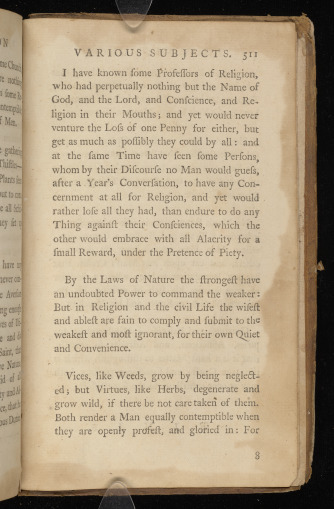 VARIOUS SUBJECTS. 511
I have known ſome Profeſſors of Religion,
who had perpetually nothing but the Name of
God, and the Lord, and Conſcience, and Re-
ligion in their Mouths; and yet would never
venture the Loſs of one Penny for either, but
get as much as poſſibly they could by all: and
at the ſame Time have ſeen ſome Perſons,
whom by their Diſcourſe no Man would gueſs,
after a Year's Converſation, to have any Con-
cernment at all for Religion, and yet would
rather loſe all they had, than endure to do any
Thing againſt their Conſciences, which the
other would embrace with all Alacrity for a
ſmall Reward, under the Pretence of Piety.
By the Laws of Nature the ſtrongeſt have
an undoubted Power to command the weaker:
But in Religion and the civil Life the wiſeſt
and ableſt are fain to comply and ſubmit to the
weakeſt and moſt ignorant, for their own Quiet
and Convenience.
Vices, like Weeds, grow by being neglect-
ed; but Virtues, like Herbs, degenerate and
grow wild, if there be not care taken of them.
Both render a Man equally contemptible when
they are openly profeſt, and gloried in: For
8